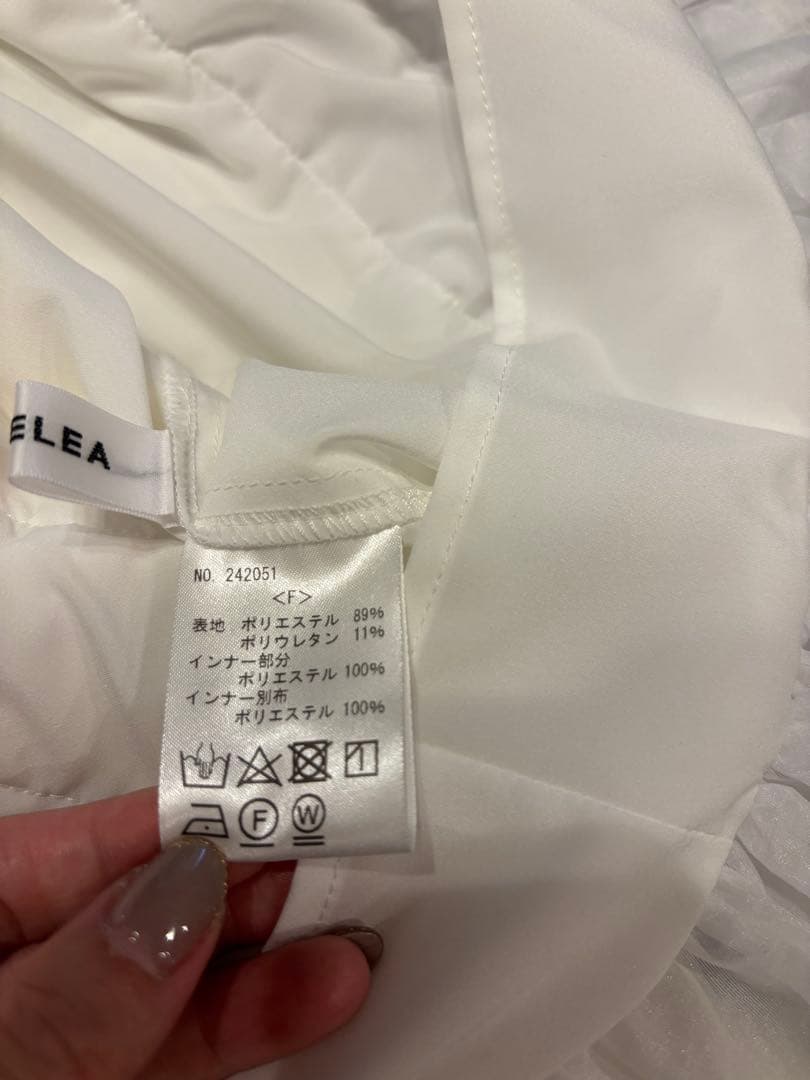 ELEA
NO. 242051
<F>
表地 ポリエステル 89%
ポリウレタン 11%
インナー部分
ポリエステル 100%
インナー別布
ポリエステル 100%
F
W